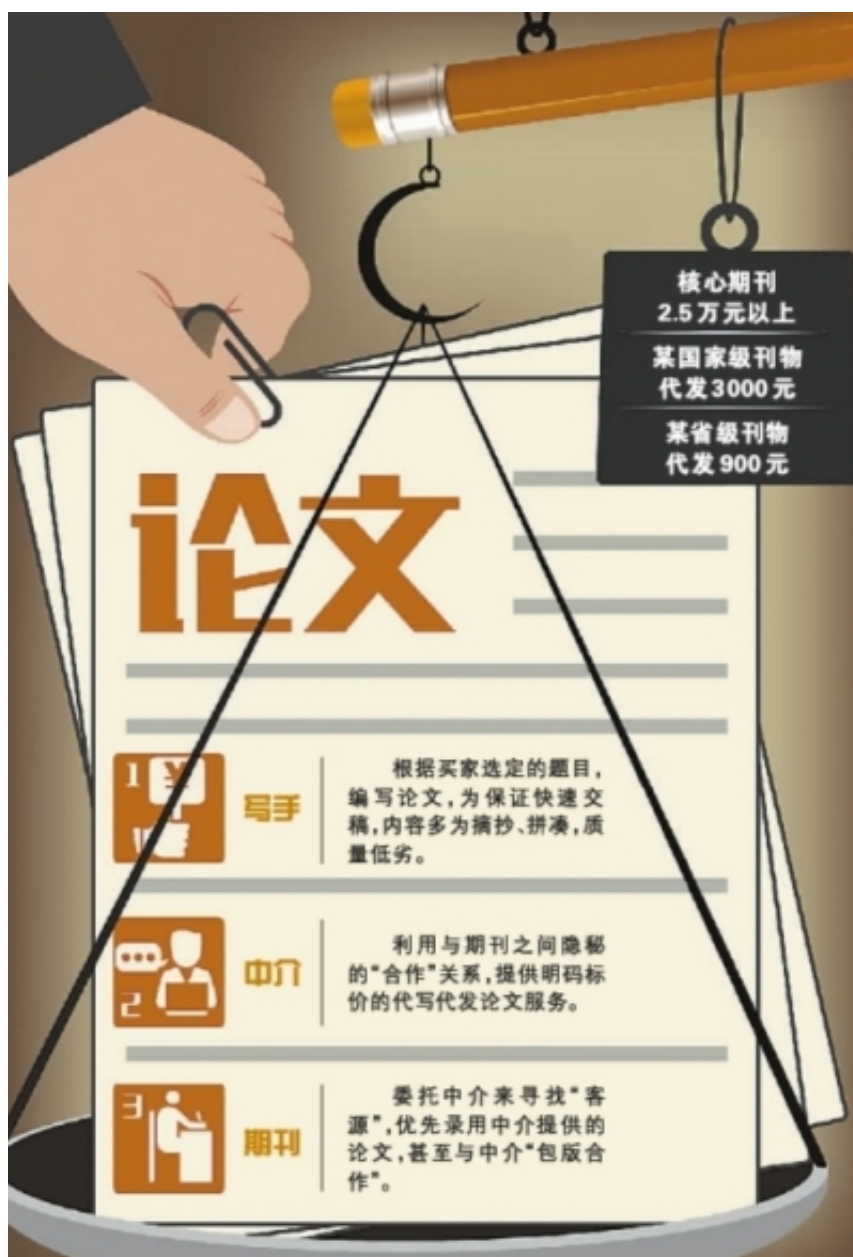 核心期刊
2.5万元以上
某国家级刊物
代发3000元
某省级刊物
代发900元
论文
1 ¥
写手
根据买家选定的题目,
编写论文,为保证快速交
稿,内容多为摘抄、拼凑,质
量低劣。
2
中介
利用与期刊之间隐秘
的“合作”关系,提供明码标
价的代写代发论文服务。
3
期刊
委托中介来寻找“客
源”,优先录用中介提供的
论文,甚至与中介“包版合
作”。